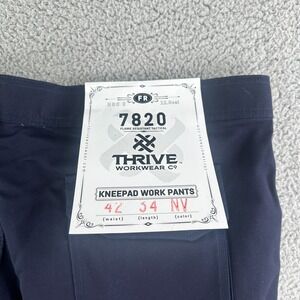 FR
7820
FLAME RESISTANT TACTICAL
THRIVE
WORKWEAR CO
KNEEPAD WORK PANTS
42 34 NV
(waist) (length) (color)